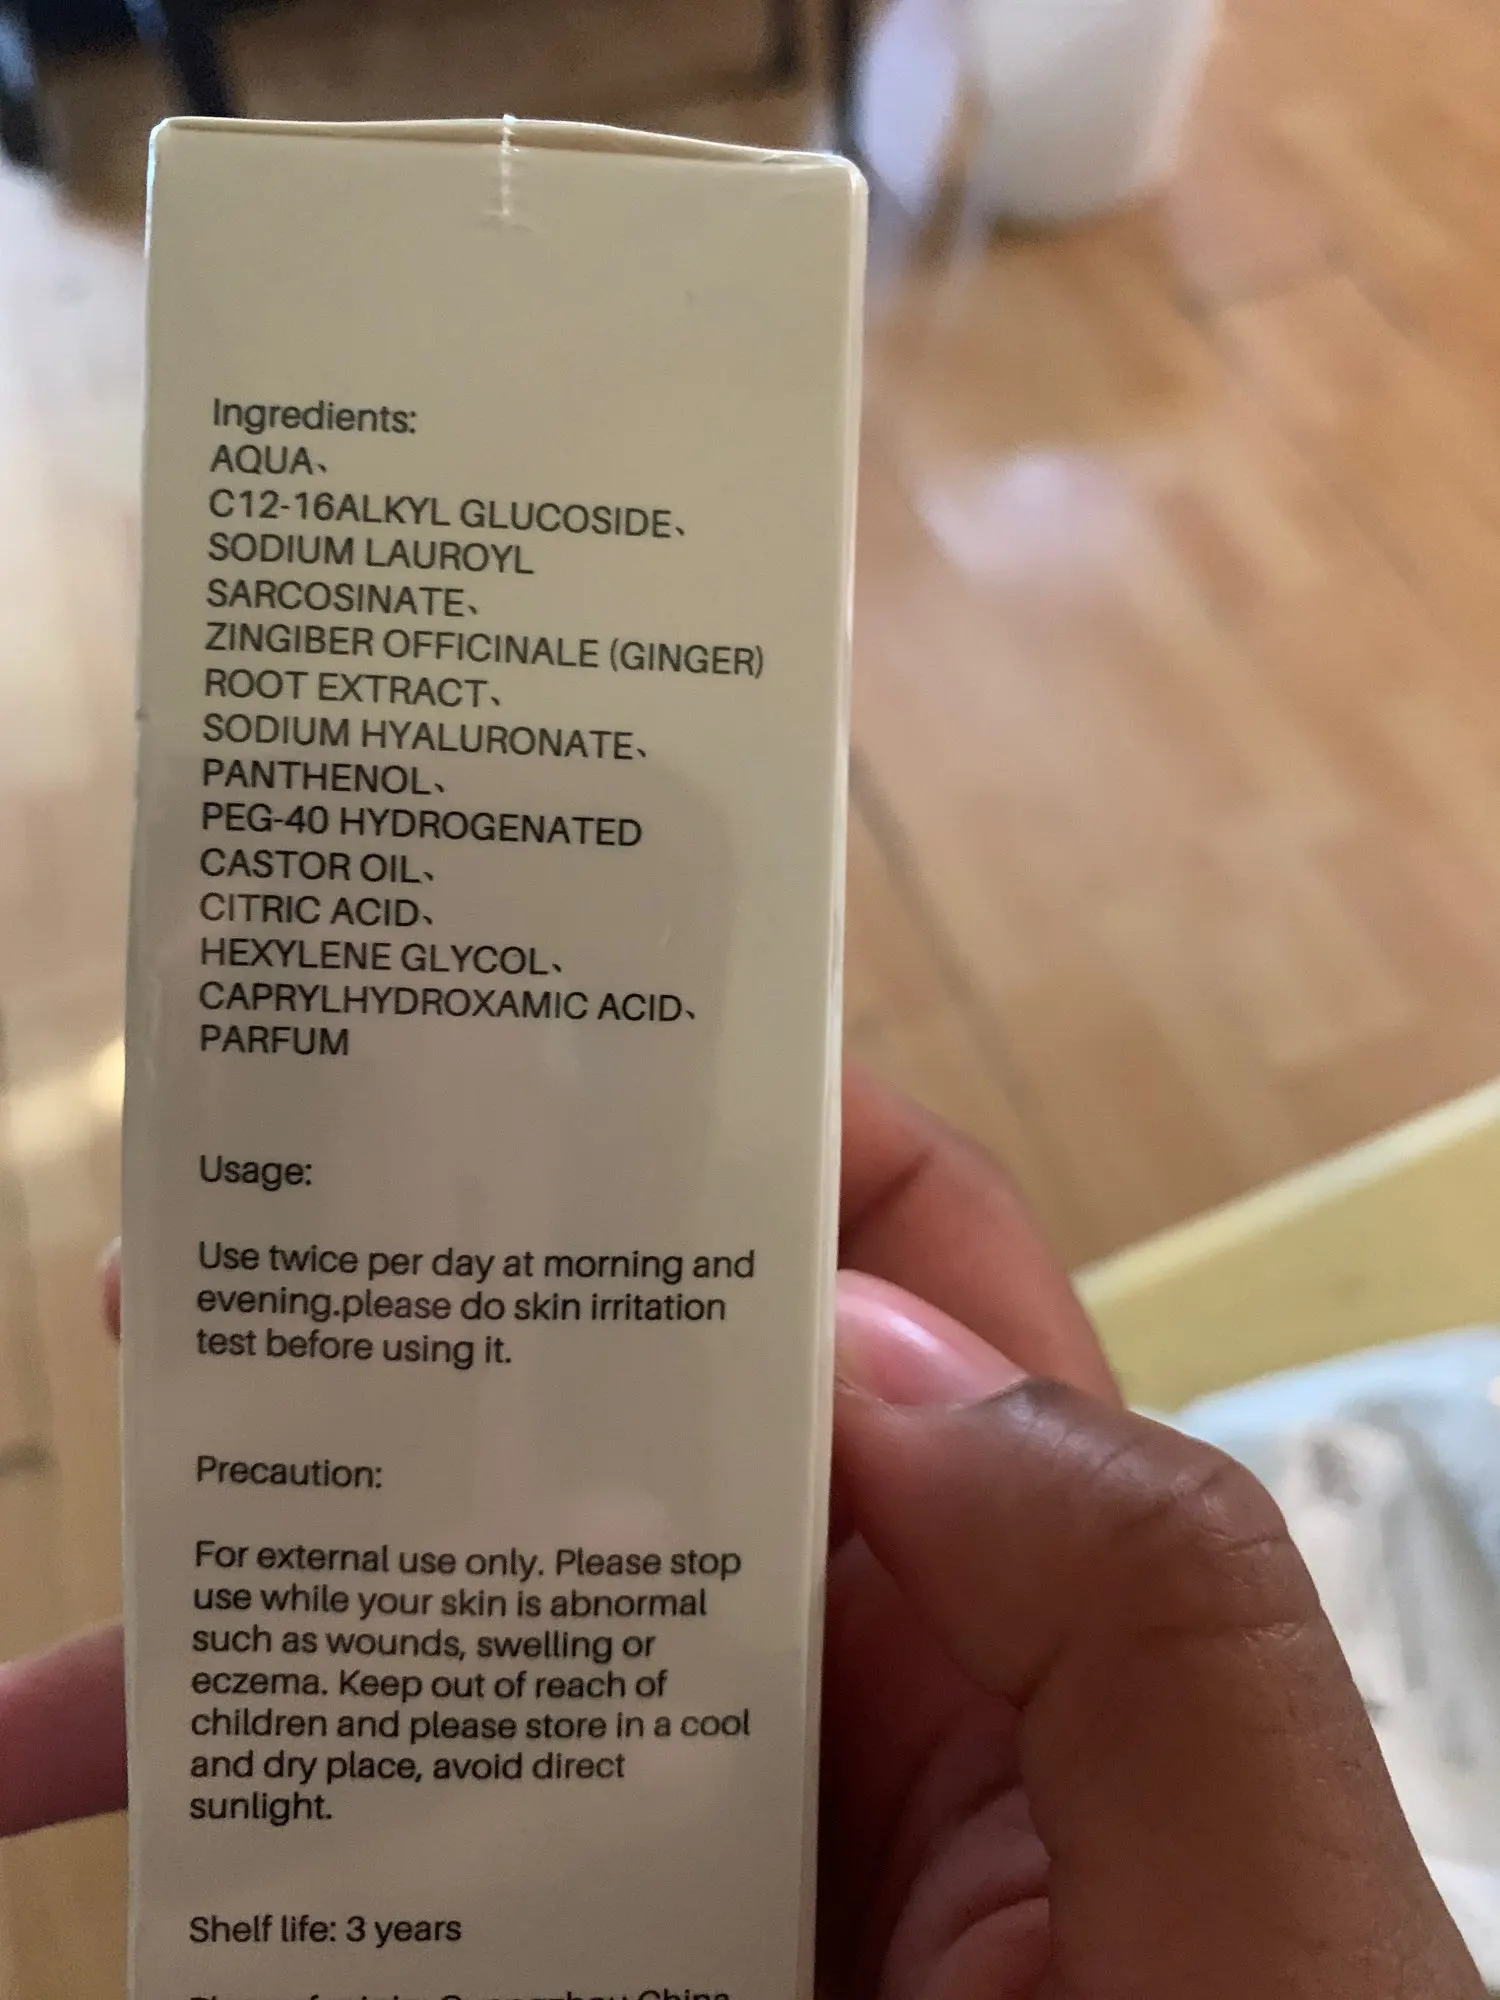 Ingredients:
AQUA、
C12-16ALKYL GLUCOSIDE、
SODIUM LAUROYL
SARCOSINATE、
ZINGIBER OFFICINALE (GINGER)
ROOT EXTRACT、
SODIUM HYALURONATE、
PANTHENOL、
PEG-40 HYDROGENATED
CASTOR OIL、
CITRIC ACID、
HEXYLENE GLYCOL、
CAPRYLHYDROXAMIC ACID、
PARFUM
Usage:
Use twice per day at morning and
evening.please do skin irritation
test before using it.
Precaution:
For external use only. Please stop
use while your skin is abnormal
such as wounds, swelling or
eczema. Keep out of reach of
children and please store in a cool
and dry place, avoid direct
sunlight.
Shelf life: 3 years